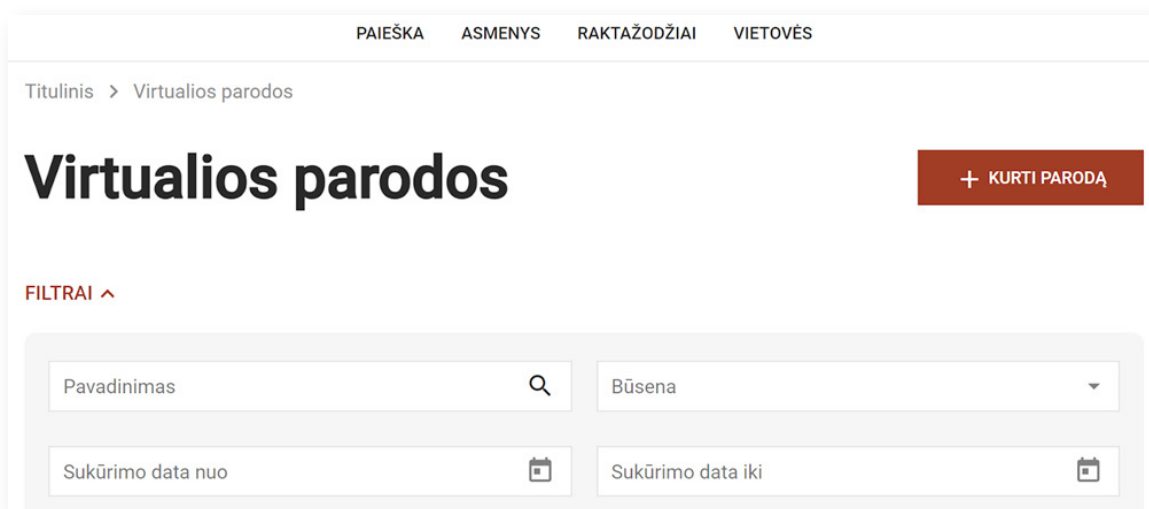 PAIEŠKA ASMENYS RAKTAŽODŽIAI VIETOVĖS
Titulinis > Virtualios parodos
Virtualios parodos
+ KURTI PARODĄ
FILTRAI
Pavadinimas
Būsena
Sukūrimo data nuo
Sukūrimo data iki